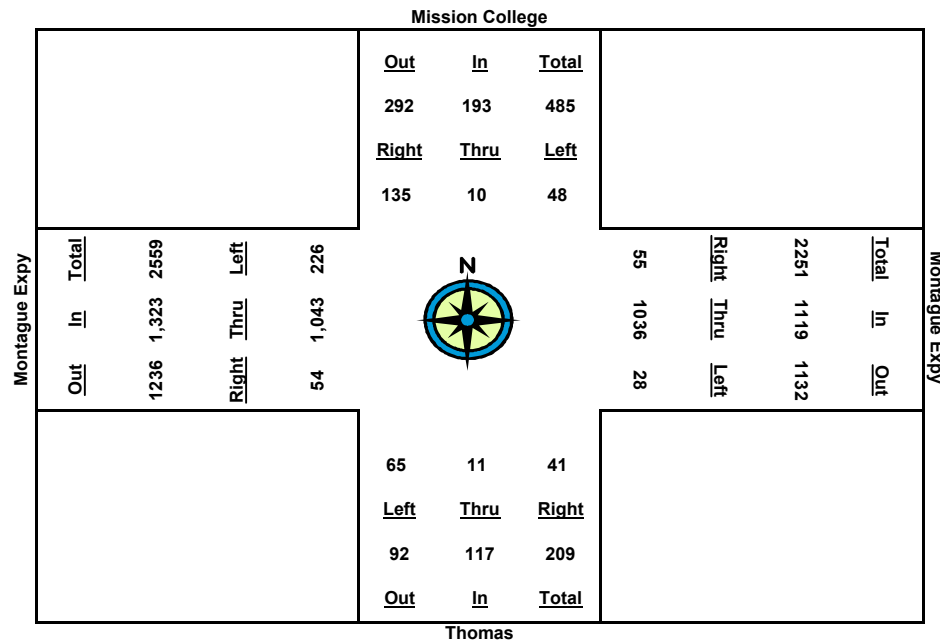 Mission College
Out In Total
292 193 485
Right Thru Left
135 10 48
Montague Expy
Total 2559 Left 226
In 1,323 Thru 1,043
Out 1236 Right 54
N
55 Right 2251 Total
1036 Thru 1119 In
28 Left 1132 Out
Montague Expy
65 11 41
Left Thru Right
92 117 209
Out In Total
Thomas